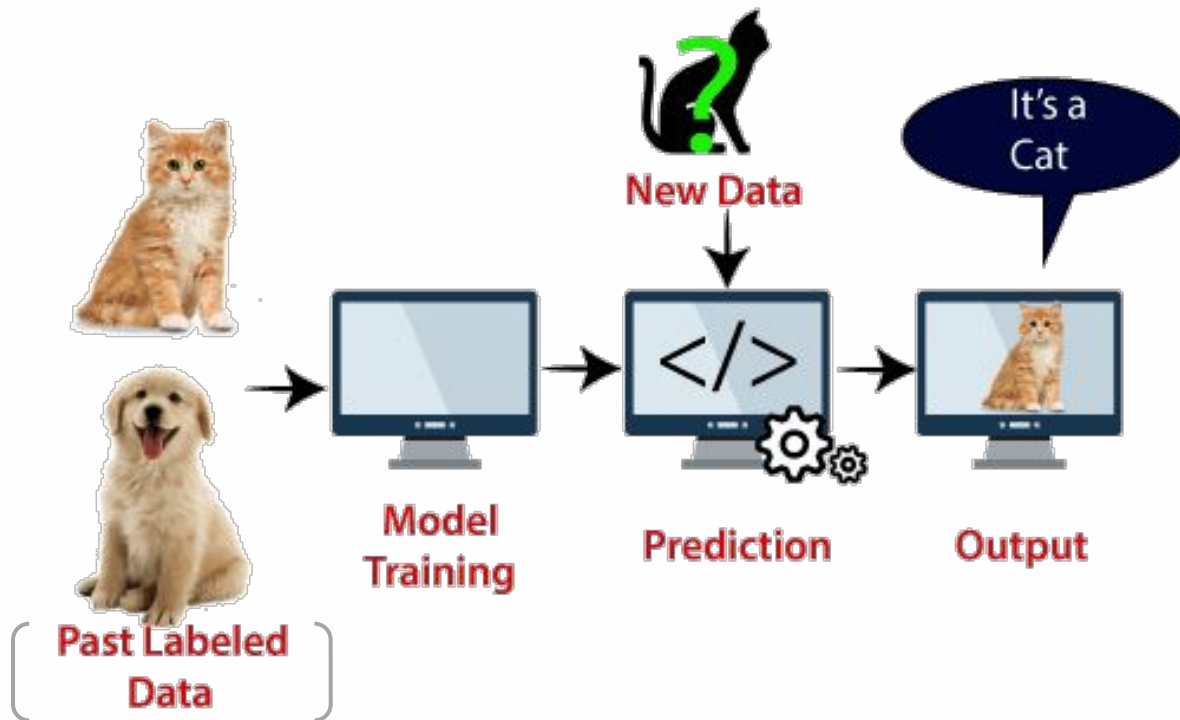 ?
New Data
It's a
Cat
</>
Model
Training
Prediction
Output
Past Labeled
Data